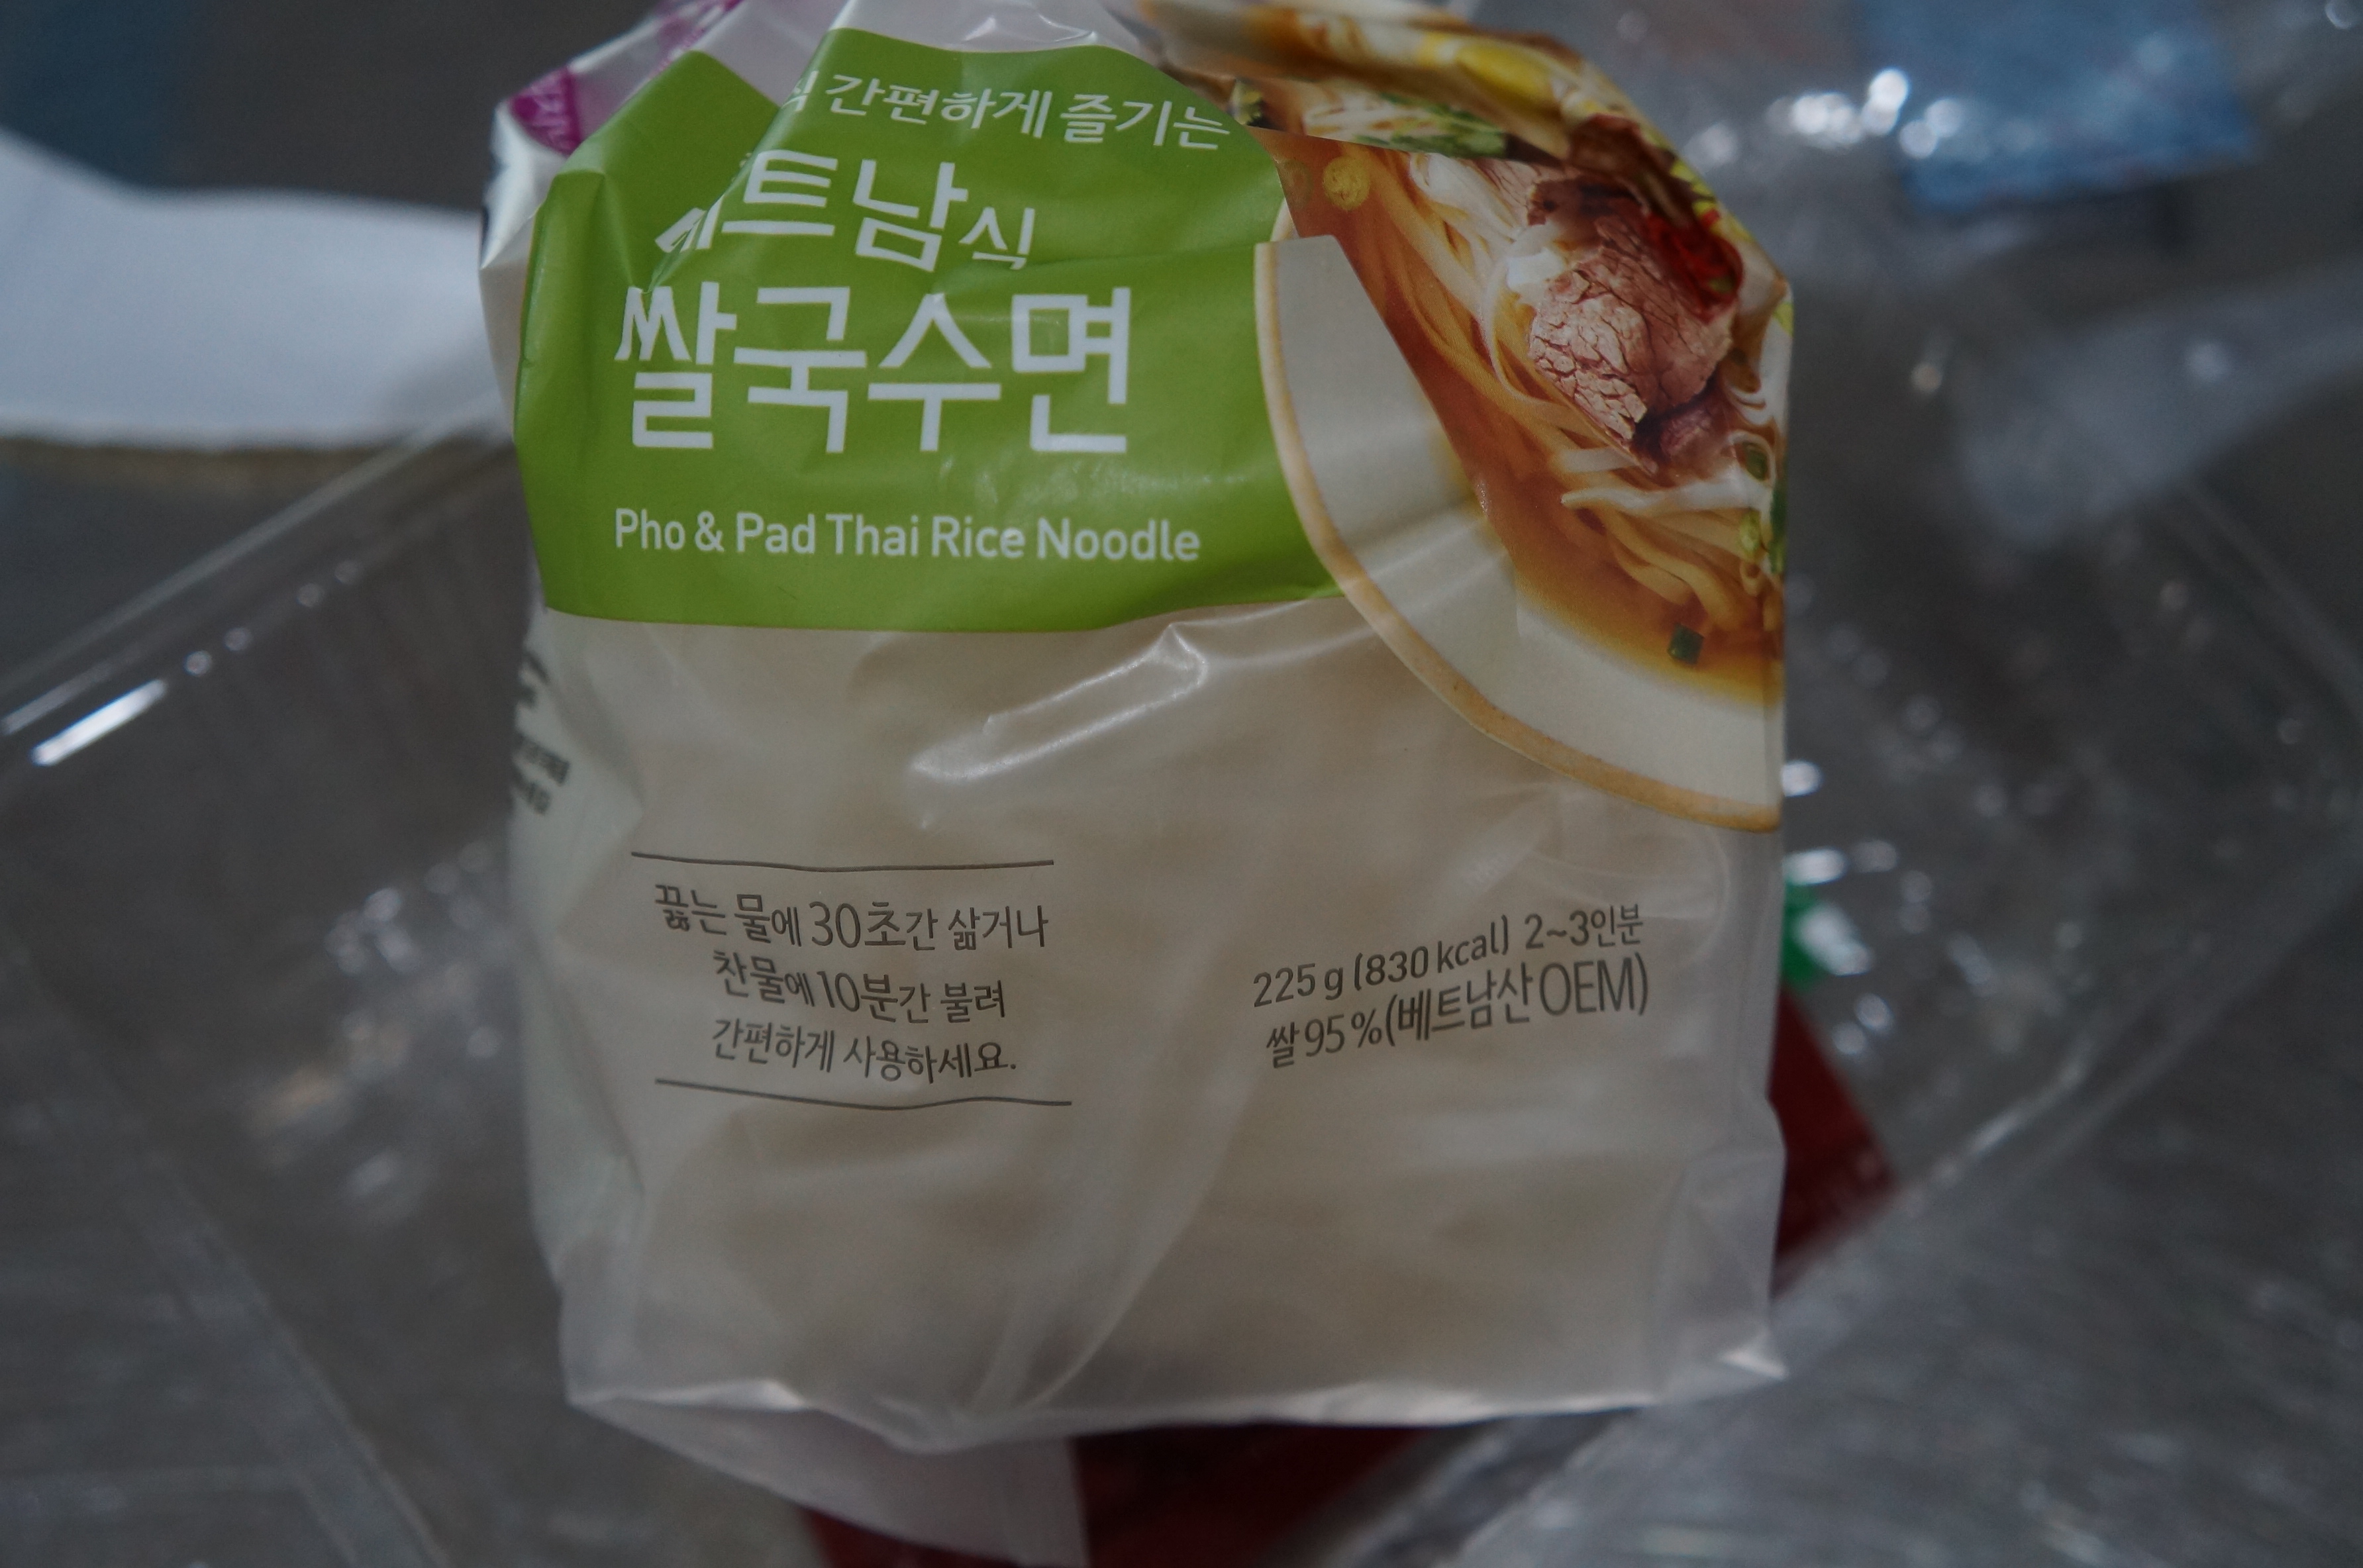 간편하게 즐기는
베트남식
쌀국수면
Pho & Pad Thai Rice Noodle
끓는 물에 30초간 삶거나
찬물에 10분간 불려
간편하게 사용하세요.
225 g (830 kcal) 2~3인분
쌀 95 % (베트남산 OEM)